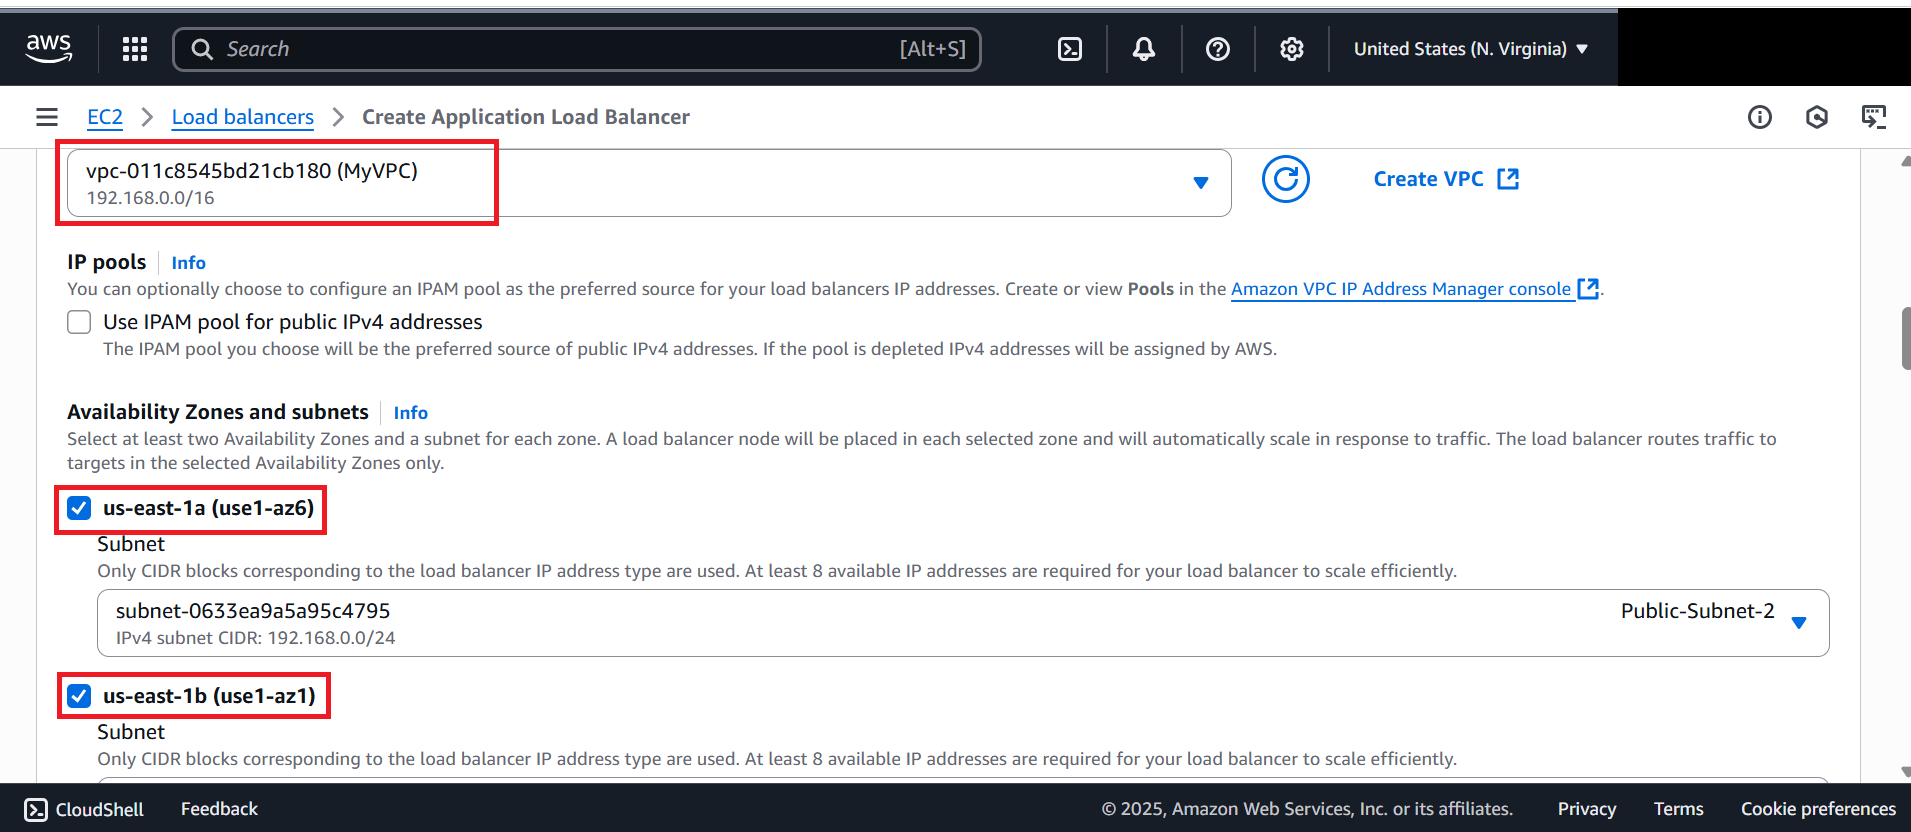 aws
Search [Alt+S]
United States (N. Virginia)
EC2 Load balancers Create Application Load Balancer
vpc-011c8545bd21cb180 (MyVPC)
192.168.0.0/16
Create VPC
IP pools Info
You can optionally choose to configure an IPAM pool as the preferred source for your load balancers IP addresses. Create or view Pools in the Amazon VPC IP Address Manager console.
Use IPAM pool for public IPv4 addresses
The IPAM pool you choose will be the preferred source of public IPv4 addresses. If the pool is depleted IPv4 addresses will be assigned by AWS.
Availability Zones and subnets Info
Select at least two Availability Zones and a subnet for each zone. A load balancer node will be placed in each selected zone and will automatically scale in response to traffic. The load balancer routes traffic to
targets in the selected Availability Zones only.
us-east-1a (use1-az6)
Subnet
Only CIDR blocks corresponding to the load balancer IP address type are used. At least 8 available IP addresses are required for your load balancer to scale efficiently.
subnet-0633ea9a5a95c4795 Public-Subnet-2
IPv4 subnet CIDR: 192.168.0.0/24
us-east-1b (use1-az1)
Subnet
Only CIDR blocks corresponding to the load balancer IP address type are used. At least 8 available IP addresses are required for your load balancer to scale efficiently.
CloudShell Feedback © 2025, Amazon Web Services, Inc. or its affiliates. Privacy Terms Cookie preferences